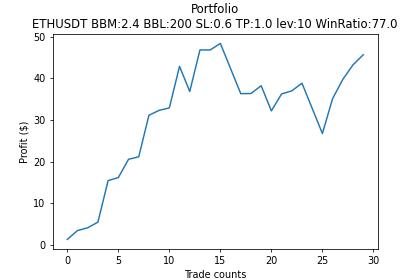 Portfolio
ETHUSDT BBM:2.4 BBL:200 SL:0.6 TP:1.0 lev:10 WinRatio:77.0
50
40
30
20
10
0
Profit ($)
0 5 10 15 20 25 30
Trade counts